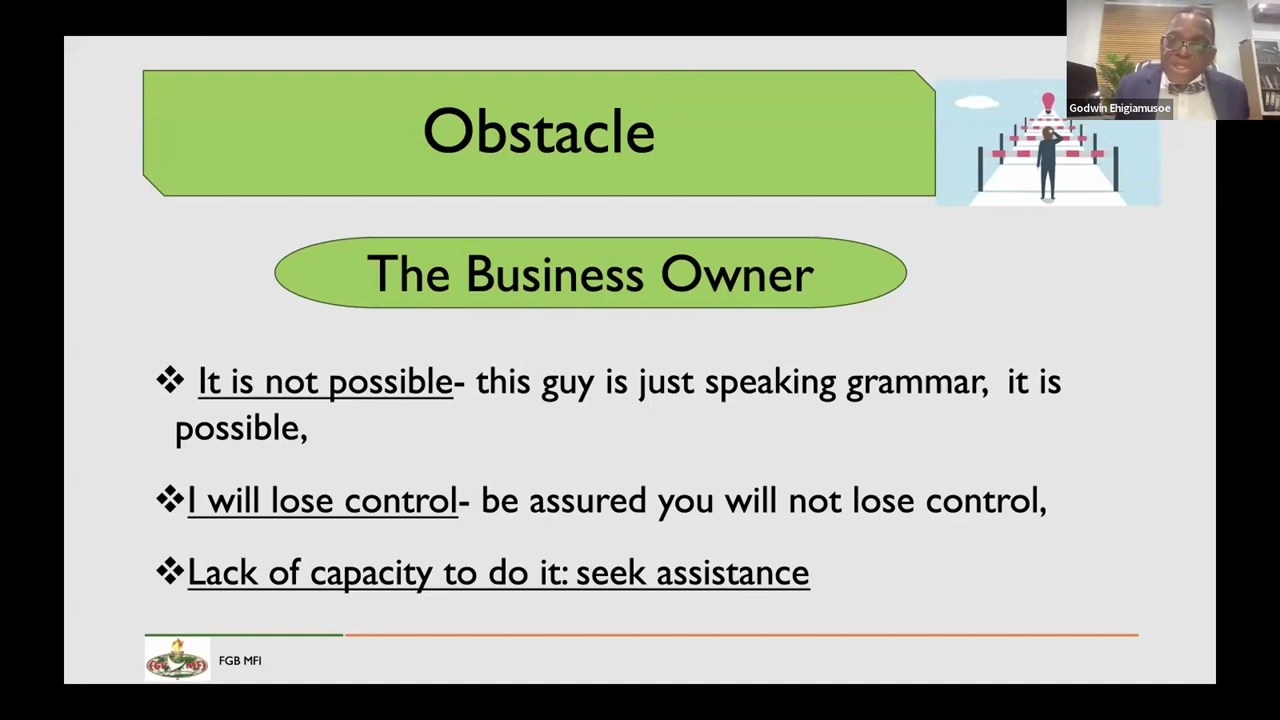 Godwin Ehigiamusoe
Obstacle
The Business Owner
❖ It is not possible- this guy is just speaking grammar, it is
possible,
❖I will lose control- be assured you will not lose control,
❖Lack of capacity to do it: seek assistance
FGB MFI
FGB MFI